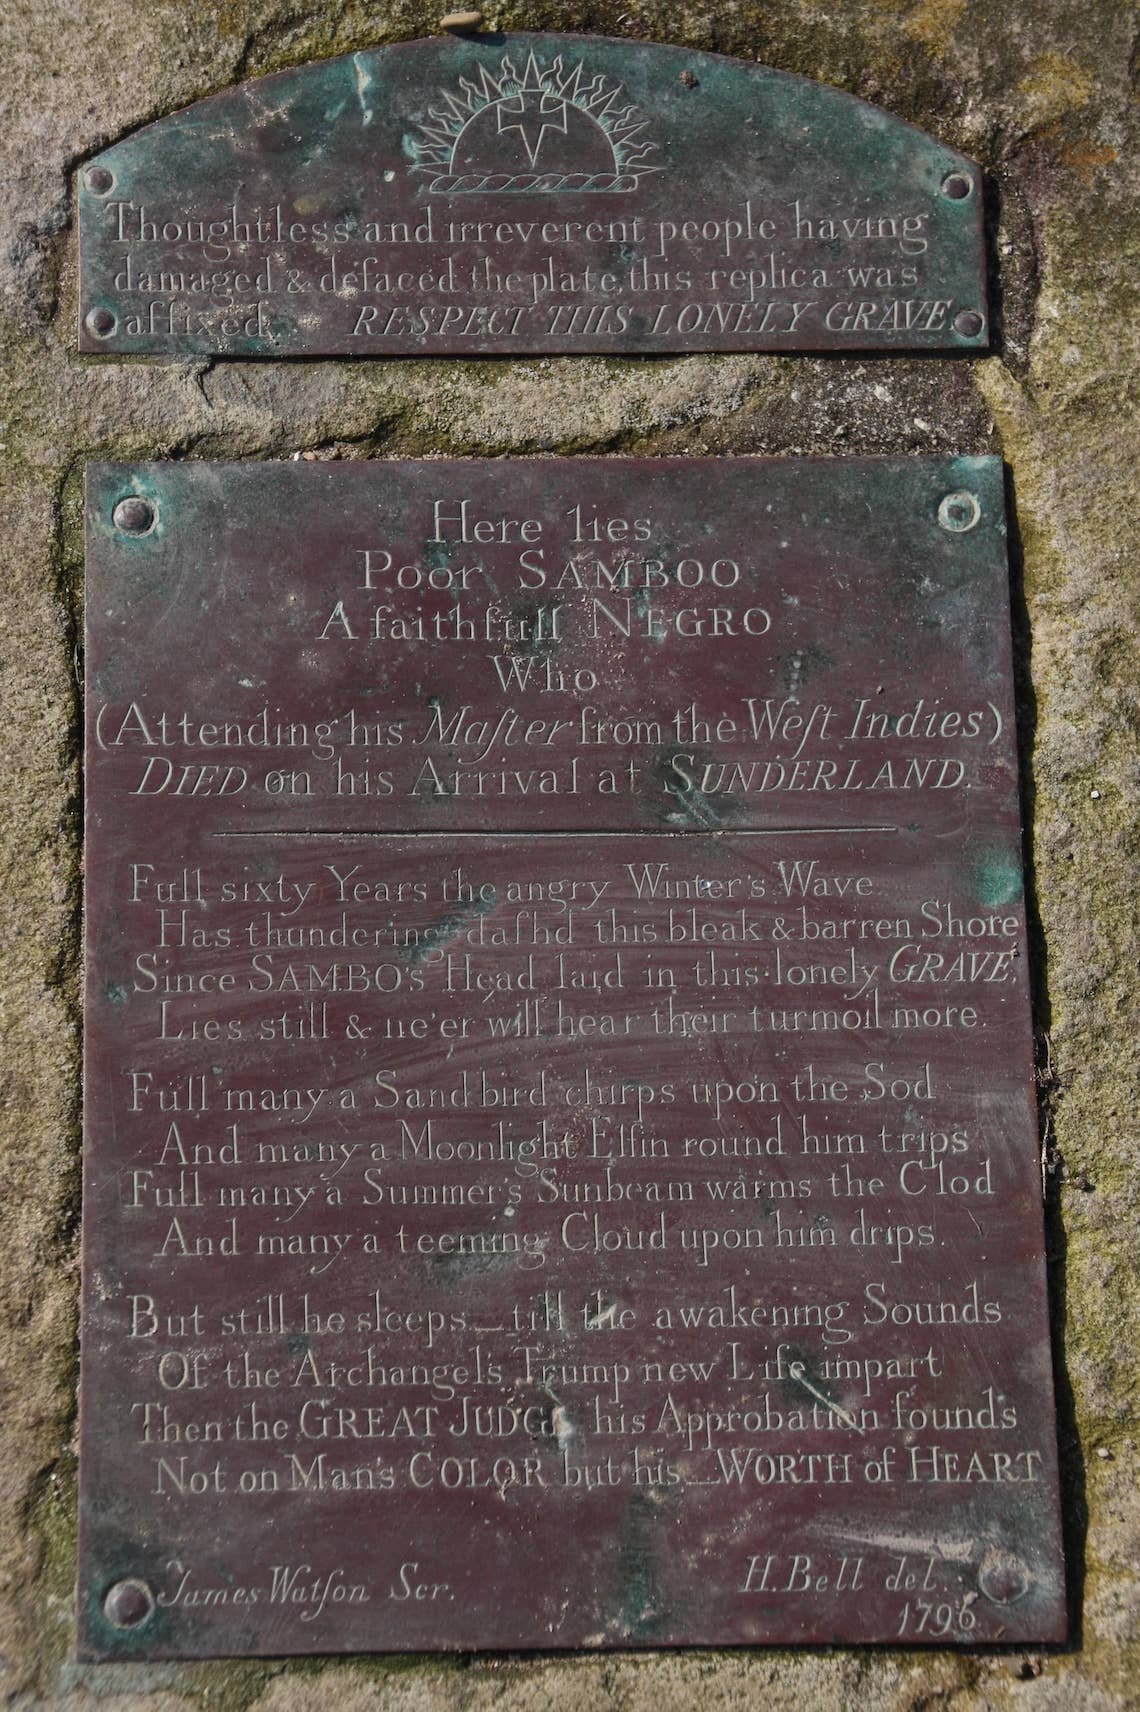 Thoughtless and irreverent people having
damaged & defaced the plate, this replica was
affixed. RESPECT THIS LONELY GRAVE
Here lies
Poor SAMBOO
A faithfull NEGRO
Who
(Attending his Maſter from the Weſt Indies)
DIED on his Arrival at SUNDERLAND.
Full sixty Years the angry Winter's Wave
Has thundering daſhd this bleak & barren Shore
Since SAMBO's Head laid in this lonely GRAVE,
Lies still & ne'er will hear their turmoil more.
Full many a Sandbird chirps upon the Sod
And many a Moonlight Elfin round him trips
Full many a Summer's Sunbeam warms the Clod
And many a teeming Cloud upon him drips.
But still he sleeps _ till the awakening Sounds
Of the Archangel's Trump new Life impart
Then the GREAT JUDGE his Approbation founds
Not on Man's COLOR but his _ WORTH of HEART
James Watſon Scr.
H. Bell del.
1796